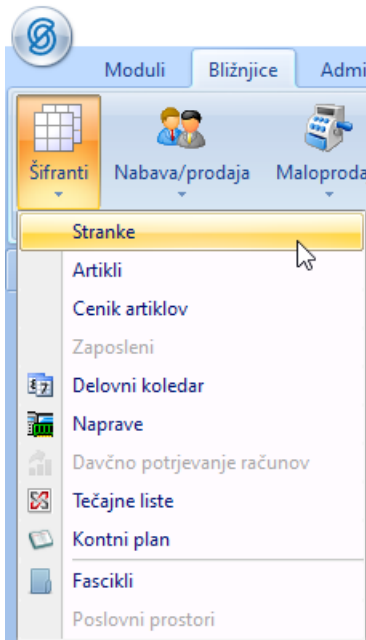 Moduli Bližnjice Admi
Šifranti Nabava/prodaja Maloproda
Stranke
Artikli
Cenik artiklov
Zaposleni
Delovni koledar
Naprave
Davčno potrjevanje računov
Tečajne liste
Kontni plan
Fascikli
Poslovni prostori